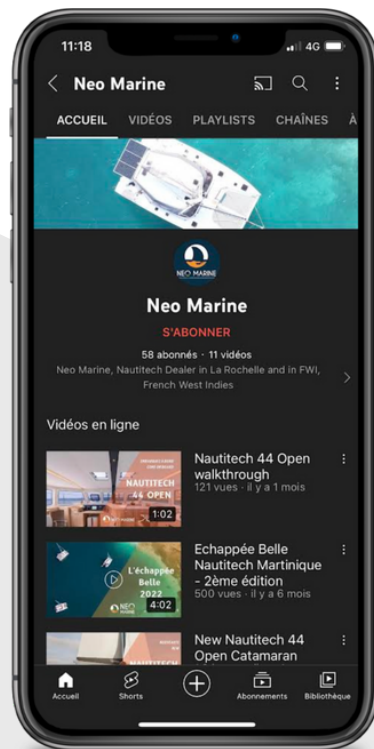 11:18
4G
Neo Marine
ACCUEIL VIDÉOS PLAYLISTS CHAÎNES À
NEO MARINE
Neo Marine
S'ABONNER
58 abonnés · 11 vidéos
Neo Marine, Nautitech Dealer in La Rochelle and in FWI,
French West Indies
Vidéos en ligne
NAUTITECH
44 OPEN
NEO MARINE
1:02
Nautitech 44 Open
walkthrough
121 vues · il y a 1 mois
L'échappée
Belle
2022
NEO
4:02
Echappée Belle
Nautitech Martinique
- 2ème édition
500 vues · il y a 6 mois
New Nautitech 44
Open Catamaran
Accueil Shorts Abonnements Bibliothèque